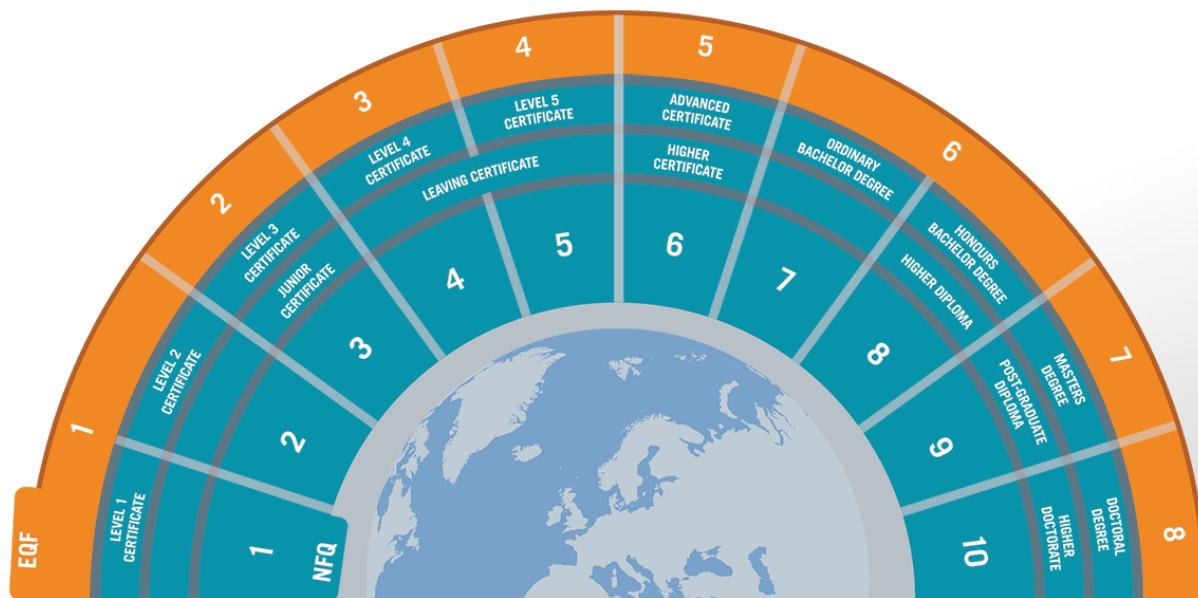 EQF
1
2
3
4
5
6
7
8
LEVEL 1
CERTIFICATE
LEVEL 2
CERTIFICATE
LEVEL 3
CERTIFICATE
LEVEL 4
CERTIFICATE
LEVEL 5
CERTIFICATE
ADVANCED
CERTIFICATE
ORDINARY
BACHELOR DEGREE
HONOURS
BACHELOR DEGREE
MASTERS
DEGREE
DOCTORAL
DEGREE
JUNIOR
CERTIFICATE
LEAVING CERTIFICATE
HIGHER
CERTIFICATE
HIGHER DIPLOMA
POST-GRADUATE
DIPLOMA
HIGHER
DOCTORATE
NFQ
1
2
3
4
5
6
7
8
9
10